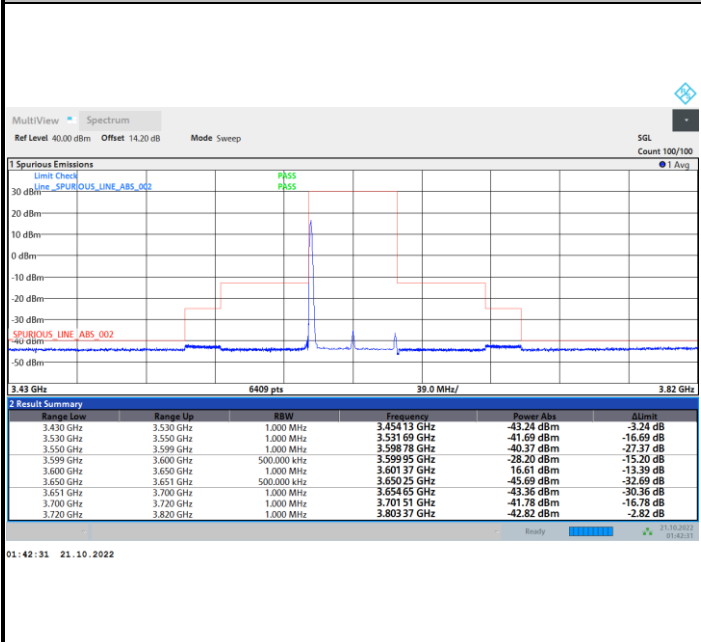 MultiView Spectrum
Ref Level 40.00 dBm Offset 14.20 dB Mode Sweep SGL
Count 100/100
1 Spurious Emissions 1 Avg
Limit Check PASS
Line _SPURIOUS_LINE_ABS_002 PASS
30 dBm
20 dBm
10 dBm
0 dBm
-10 dBm
-20 dBm
-30 dBm
SPURIOUS_LINE_ABS_002
-40 dBm
-50 dBm
3.43 GHz 6409 pts 39.0 MHz/ 3.82 GHz
2 Result Summary
Range Low Range Up RBW Frequency Power Abs ΔLimit
3.430 GHz 3.530 GHz 1.000 MHz 3.454 13 GHz -43.24 dBm -3.24 dB
3.530 GHz 3.550 GHz 1.000 MHz 3.531 69 GHz -41.69 dBm -16.69 dB
3.550 GHz 3.599 GHz 1.000 MHz 3.598 78 GHz -40.37 dBm -27.37 dB
3.599 GHz 3.600 GHz 500.000 kHz 3.599 95 GHz -28.20 dBm -15.20 dB
3.600 GHz 3.650 GHz 1.000 MHz 3.601 37 GHz 16.61 dBm -13.39 dB
3.650 GHz 3.651 GHz 500.000 kHz 3.650 25 GHz -45.69 dBm -32.69 dB
3.651 GHz 3.700 GHz 1.000 MHz 3.654 65 GHz -43.36 dBm -30.36 dB
3.700 GHz 3.720 GHz 1.000 MHz 3.701 51 GHz -41.78 dBm -16.78 dB
3.720 GHz 3.820 GHz 1.000 MHz 3.803 37 GHz -42.82 dBm -2.82 dB
Ready 21.10.2022
01:42:31
01:42:31 21.10.2022